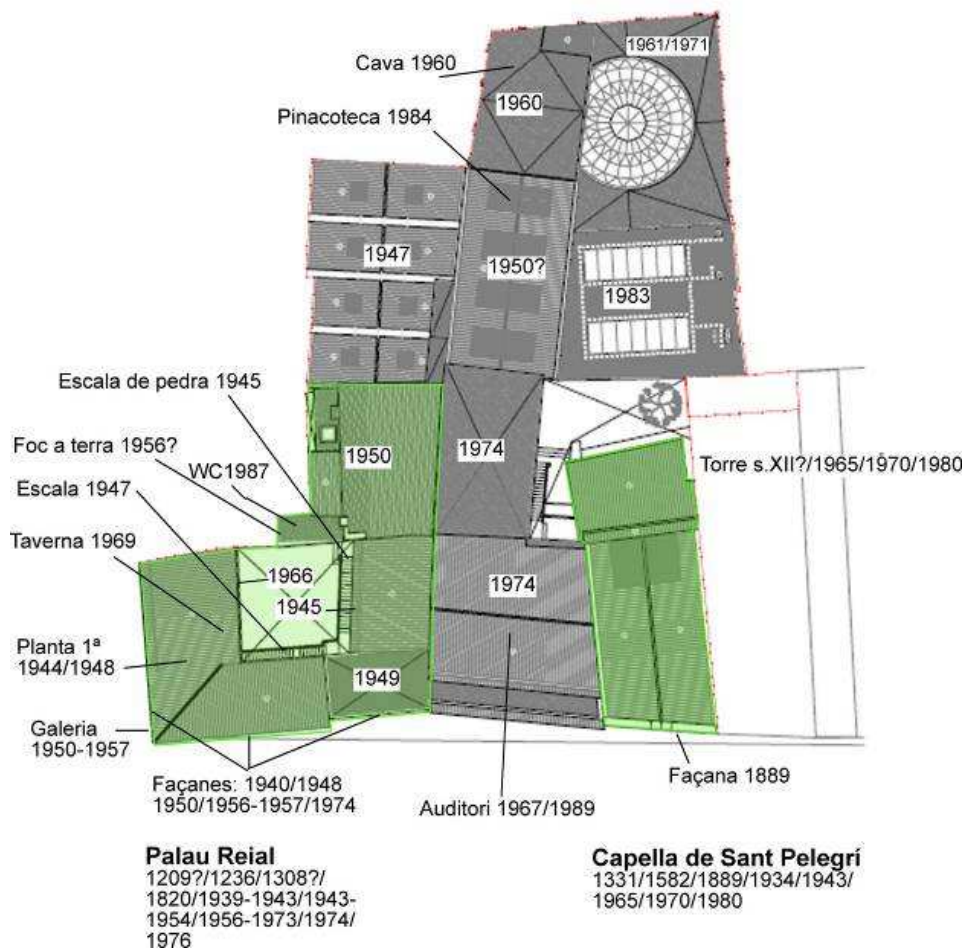 1961/1971
Cava 1960
1960
Pinacoteca 1984
1947
1950?
1983
Escala de pedra 1945
Foc a terra 1956?
1950
1974
Torre s.XII?/1965/1970/1980
WC1987
Escala 1947
Taverna 1969
1966
1974
1945
Planta 1ª
1944/1948
1949
Galeria
1950-1957
Façanes: 1940/1948
1950/1956-1957/1974
Auditori 1967/1989
Façana 1889
Palau Reial
1209?/1236/1308?/
1820/1939-1943/1943-
1954/1956-1973/1974/
1976
Capella de Sant Pelegrí
1331/1582/1889/1934/1943/
1965/1970/1980